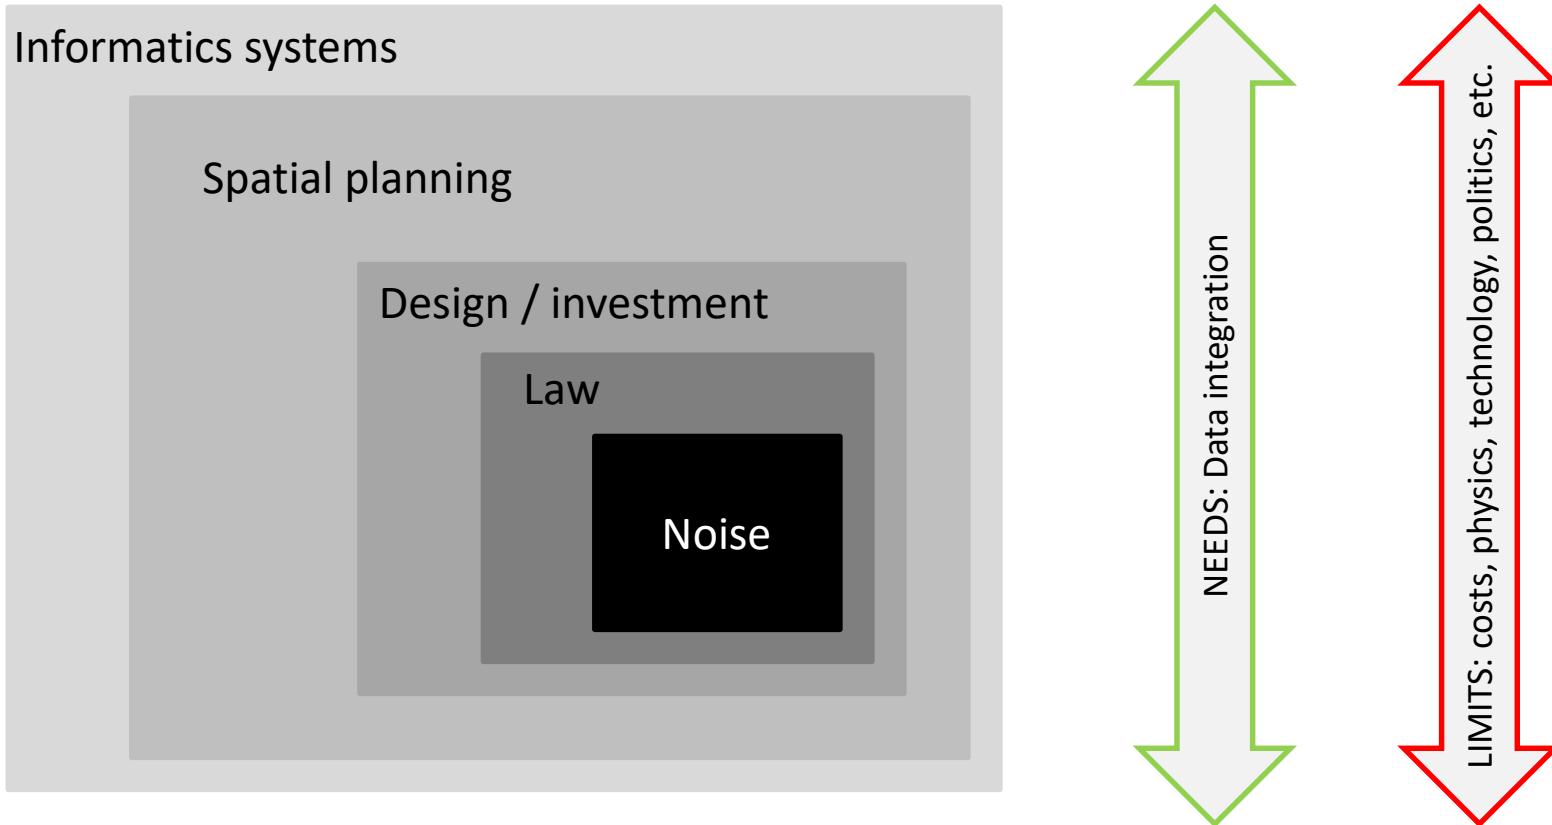 Informatics systems
Spatial planning
Design / investment
Law
Noise
NEEDS: Data integration
LIMITS: costs, physics, technology, politics, etc.